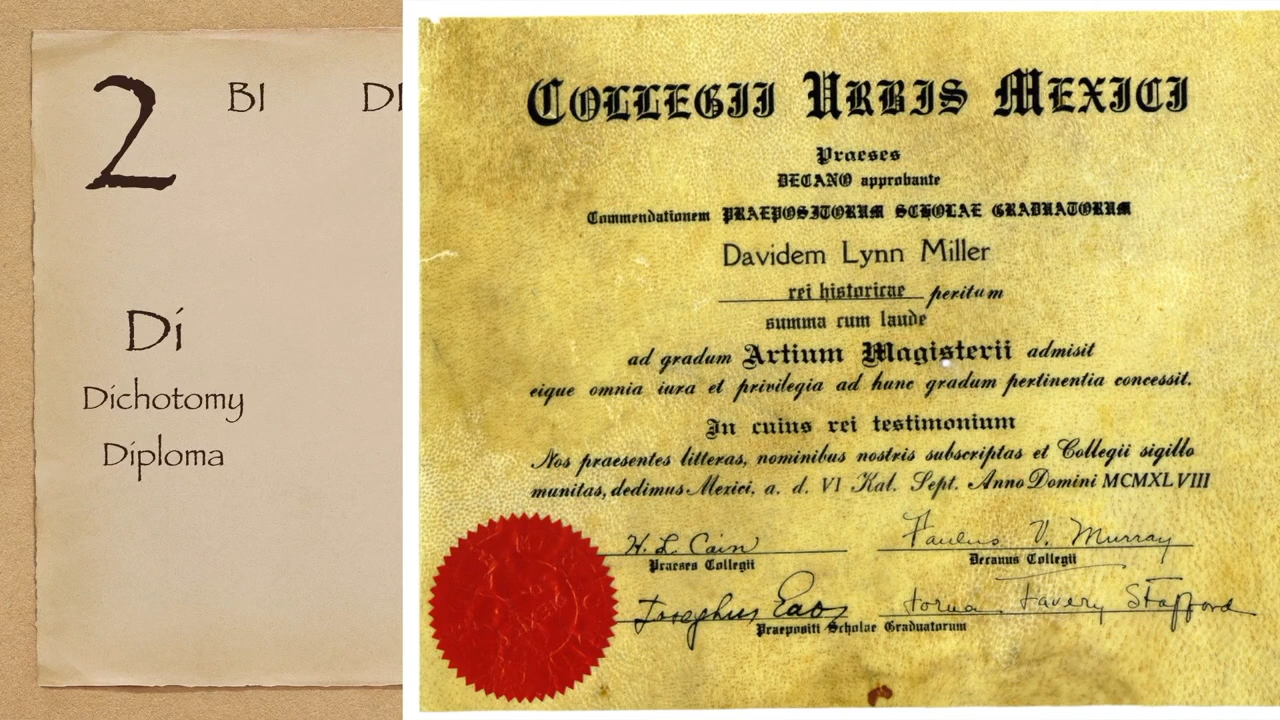 2
BI
DI
Di
Dichotomy
Diploma
COLLEGII URBIS MEXICI
Praeses
DECANO approbante
Commendationem PRAEPOSITORUM SCHOLAE GRADUATORUM
Davidem Lynn Miller
rei historicae peritum
summa cum laude
ad gradum Artium Magisterii admisit
eique omnia iura et privilegia ad hunc gradum pertinentia concessit.
In cuius rei testimonium
Nos praesentes litteras, nominibus nostris subscriptas et Collegii sigillo
munitas, dedimus Mexici, a. d. VI Kal. Sept. Anno Domini MCMXLVIII
H. L. Cain
Paulus V. Murray
Praeses Collegii
Decanus Collegii
Josephus
Stafford
Praepositi Scholae Graduatorum